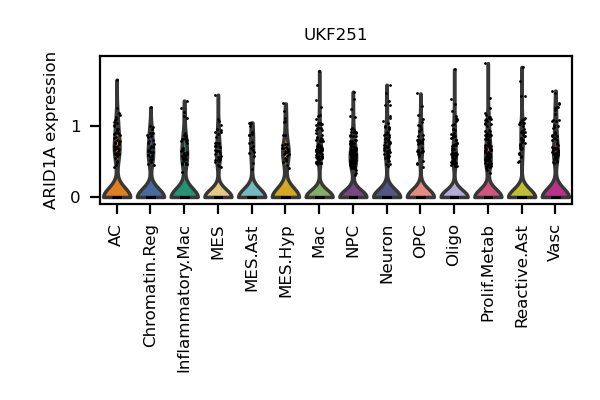 UKF251
ARID1A expression
1
0
AC
Chromatin.Reg
Inflammatory.Mac
MES
MES.Ast
MES.Hyp
Mac
NPC
Neuron
OPC
Oligo
Prolif.Metab
Reactive.Ast
Vasc